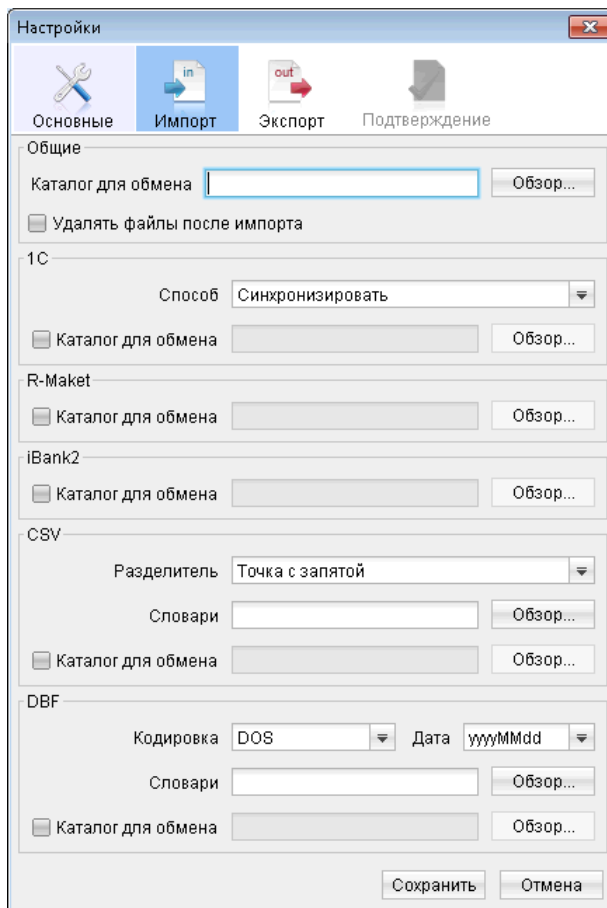 Настройки
in
out
Основные Импорт Экспорт Подтверждение
Общие
Каталог для обмена Обзор...
Удалять файлы после импорта
1С
Способ Синхронизировать
Каталог для обмена Обзор...
R-Maket
Каталог для обмена Обзор...
iBank2
Каталог для обмена Обзор...
CSV
Разделитель Точка с запятой
Словари Обзор...
Каталог для обмена Обзор...
DBF
Кодировка DOS Дата yyyyMMdd
Словари Обзор...
Каталог для обмена Обзор...
Сохранить Отмена